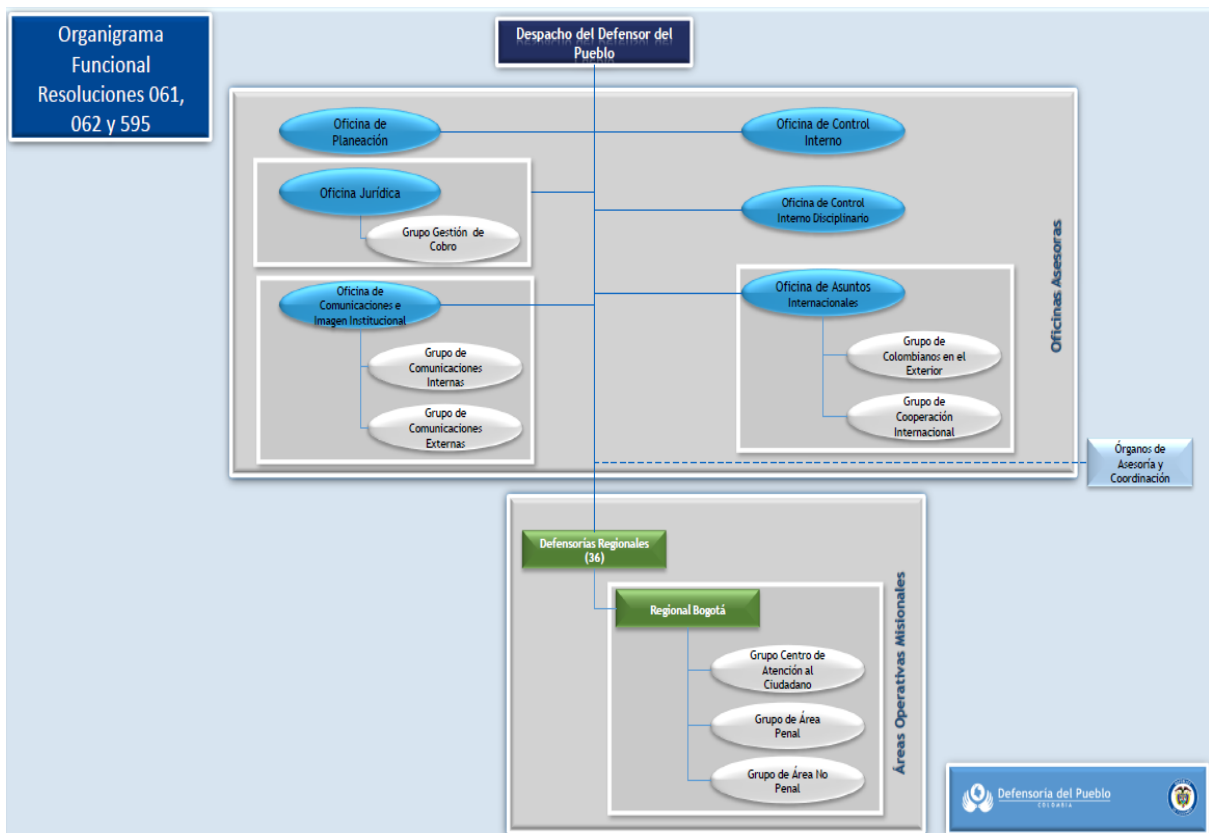 Organigrama
Funcional
Resoluciones 061,
062 y 595
Despacho del Defensor del
Pueblo
Oficina de
Planeación
Oficina de Control
Interno
Oficina Jurídica
Grupo Gestión de
Cobro
Oficina de Control
Interno Disciplinario
Oficina de
Comunicaciones e
Imagen Institucional
Grupo de
Comunicaciones
Internas
Grupo de
Comunicaciones
Externas
Oficina de Asuntos
Internacionales
Grupo de
Colombianos en el
Exterior
Grupo de
Cooperación
Internacional
Oficinas Asesoras
Órganos de
Asesoría y
Coordinación
Defensorías Regionales
(36)
Regional Bogotá
Grupo Centro de
Atención al
Ciudadano
Grupo de Área
Penal
Grupo de Área No
Penal
Áreas Operativas Misionales
Defensoría del Pueblo
COLOMBIA